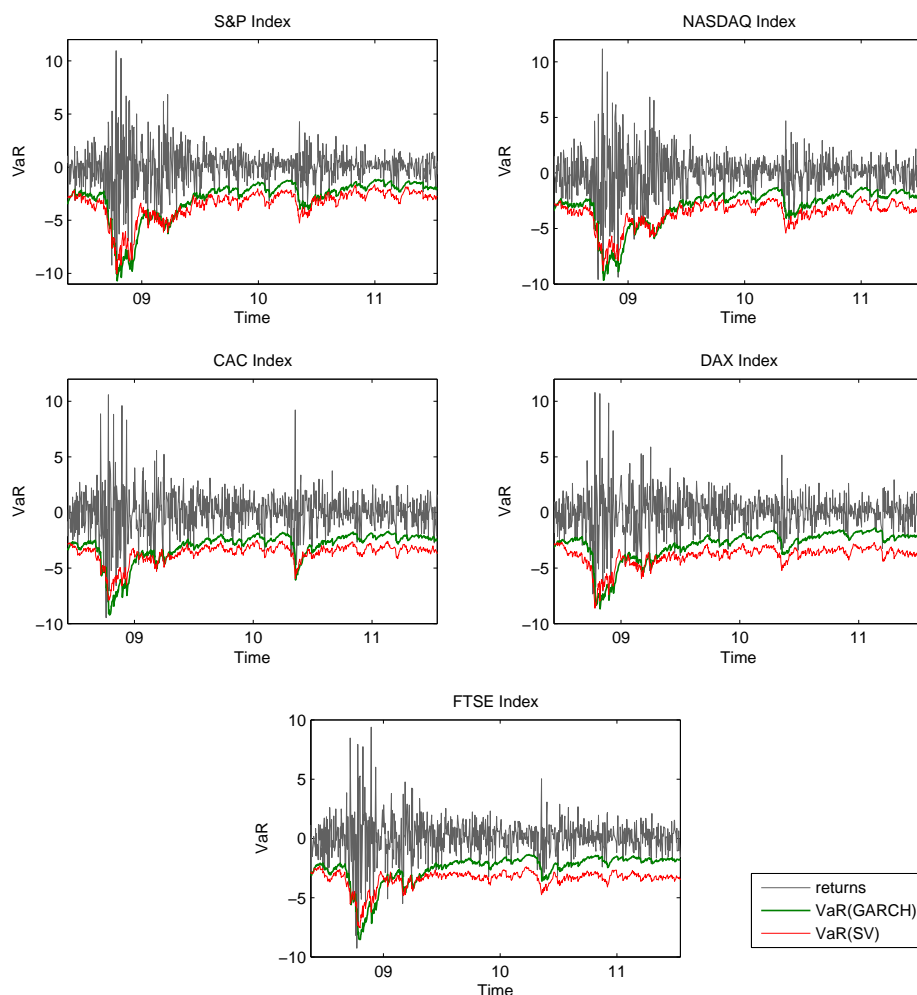 S&P Index
10
5
0
−5
−10
VaR
09
10
11
Time
NASDAQ Index
10
5
0
−5
−10
VaR
09
10
11
Time
CAC Index
10
5
0
−5
−10
VaR
09
10
11
Time
DAX Index
10
5
0
−5
−10
VaR
09
10
11
Time
FTSE Index
10
5
0
−5
−10
VaR
09
10
11
Time
returns
VaR(GARCH)
VaR(SV)